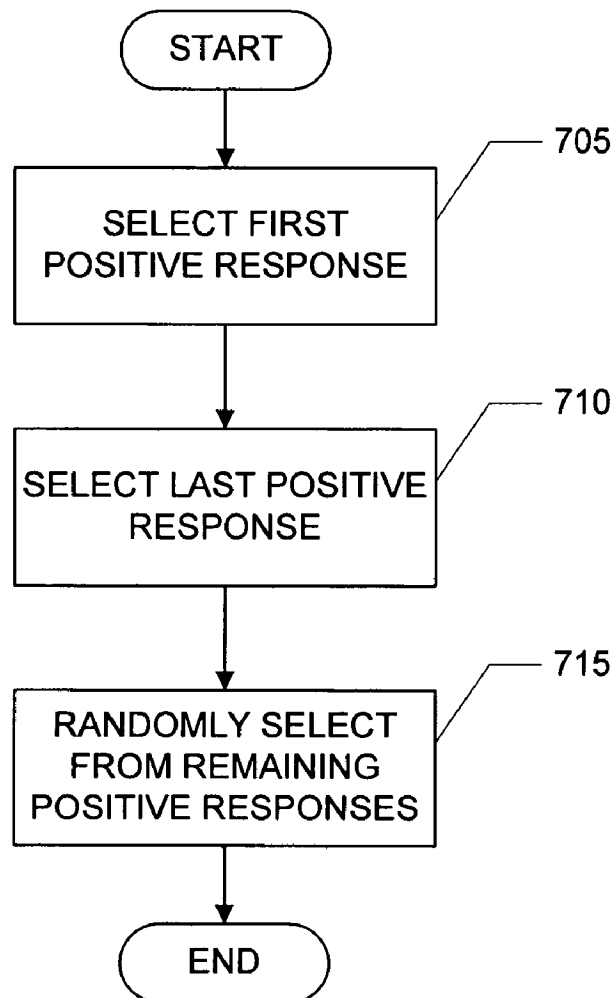 START
705
SELECT FIRST
POSITIVE RESPONSE
710
SELECT LAST POSITIVE
RESPONSE
715
RANDOMLY SELECT
FROM REMAINING
POSITIVE RESPONSES
END